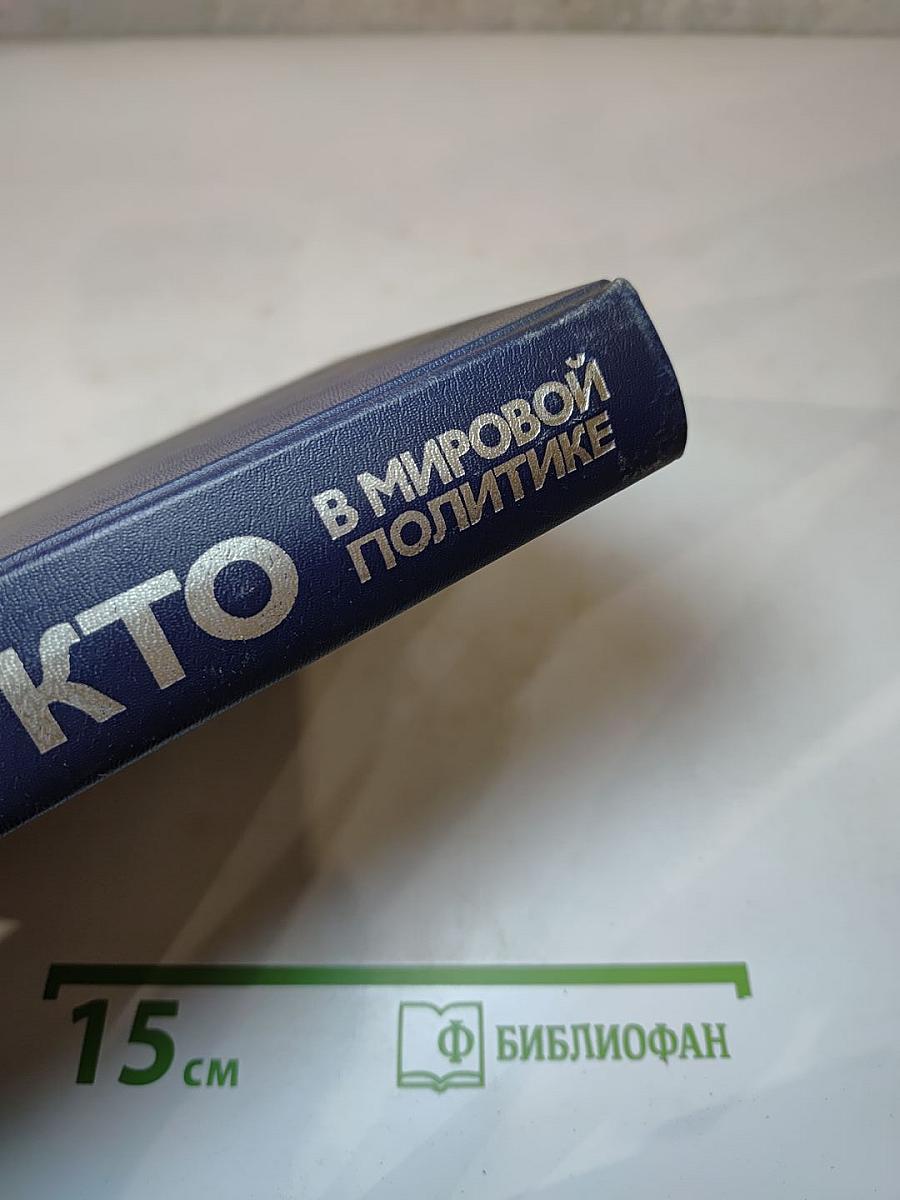 КТО
В МИРОВОЙ
ПОЛИТИКЕ
15 см
Ф БИБЛИОФАН